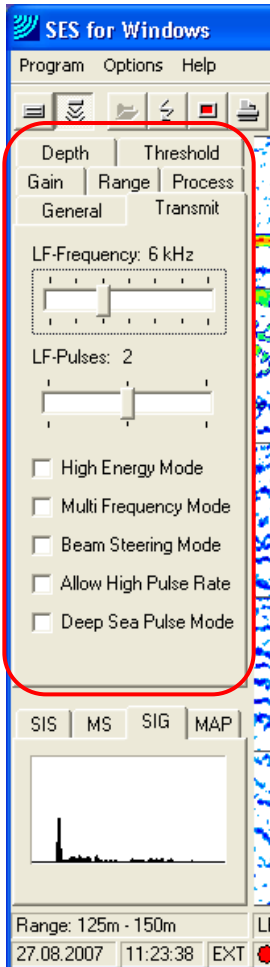 SES for Windows
Program Options Help
Depth Threshold
Gain Range Process
General Transmit
LF-Frequency: 6 kHz
LF-Pulses: 2
High Energy Mode
Multi Frequency Mode
Beam Steering Mode
Allow High Pulse Rate
Deep Sea Pulse Mode
SIS MS SIG MAP
Range: 125m - 150m
27.08.2007 11:23:38 EXT